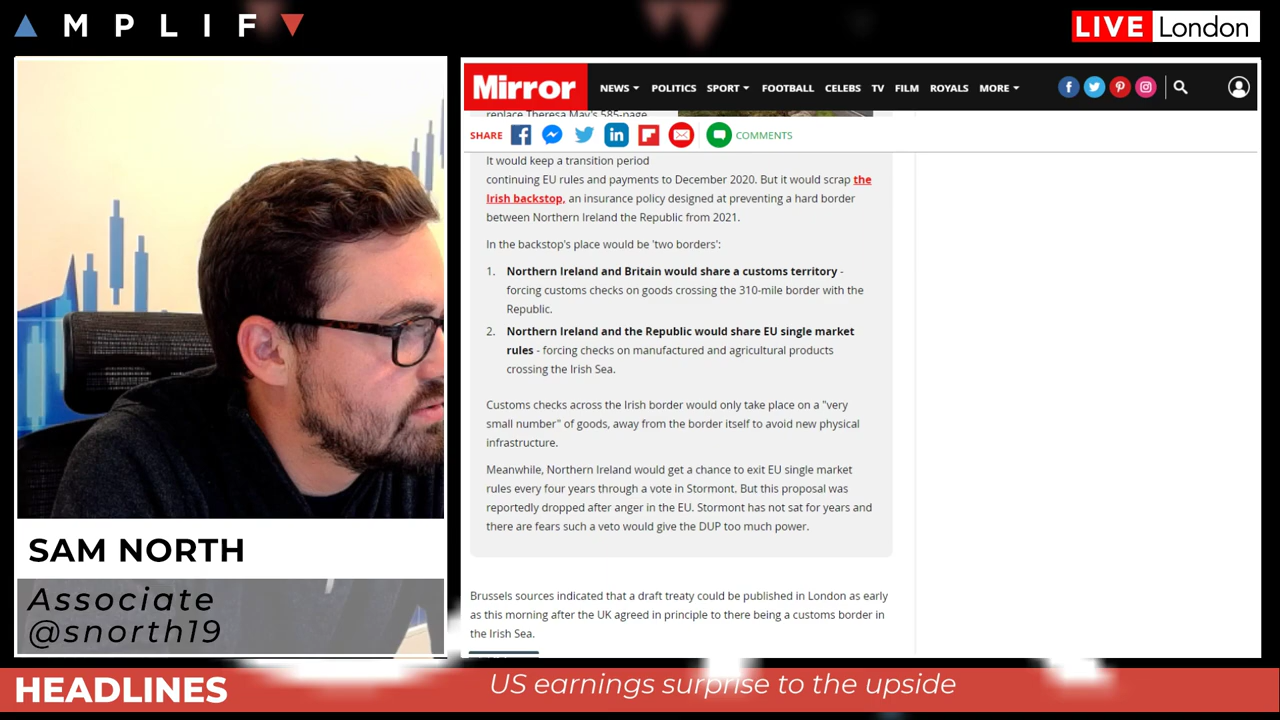 MPLIF
LIVE London
Mirror
NEWS POLITICS SPORT FOOTBALL CELEBS TV FILM ROYALS MORE
replace Theresa May's 585-page
SHARE COMMENTS
It would keep a transition period
continuing EU rules and payments to December 2020. But it would scrap the
Irish backstop, an insurance policy designed at preventing a hard border
between Northern Ireland the Republic from 2021.
In the backstop's place would be 'two borders':
1. Northern Ireland and Britain would share a customs territory -
forcing customs checks on goods crossing the 310-mile border with the
Republic.
2. Northern Ireland and the Republic would share EU single market
rules - forcing checks on manufactured and agricultural products
crossing the Irish Sea.
Customs checks across the Irish border would only take place on a "very
small number" of goods, away from the border itself to avoid new physical
infrastructure.
Meanwhile, Northern Ireland would get a chance to exit EU single market
rules every four years through a vote in Stormont. But this proposal was
reportedly dropped after anger in the EU. Stormont has not sat for years and
there are fears such a veto would give the DUP too much power.
Brussels sources indicated that a draft treaty could be published in London as early
as this morning after the UK agreed in principle to there being a customs border in
the Irish Sea.
SAM NORTH
Associate
@snorth19
HEADLINES
US earnings surprise to the upside